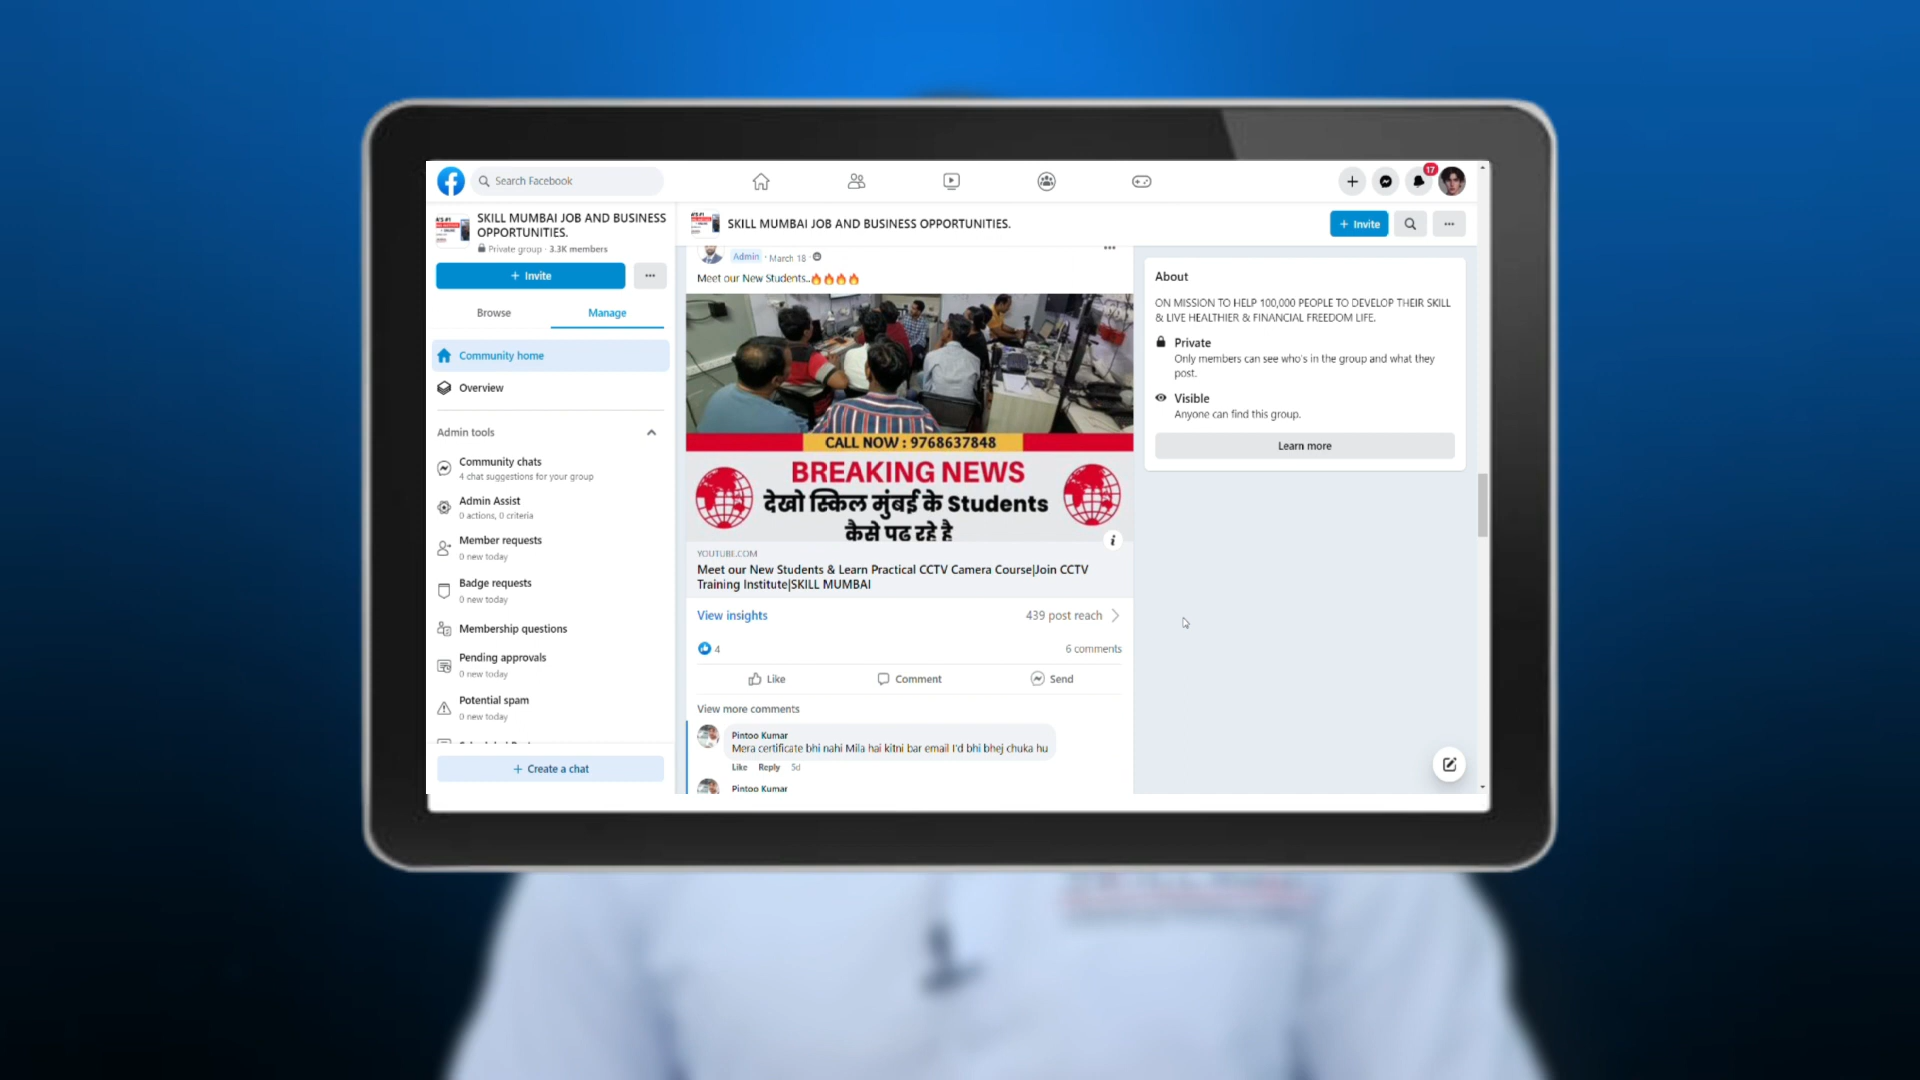 Search Facebook
17
SKILL MUMBAI JOB AND BUSINESS
OPPORTUNITIES.
Private group · 3.3K members
+ Invite
Browse
Manage
Community home
Overview
Admin tools
Community chats
4 chat suggestions for your group
Admin Assist
0 actions, 0 criteria
Member requests
0 new today
Badge requests
0 new today
Membership questions
Pending approvals
0 new today
Potential spam
0 new today
+ Create a chat
SKILL MUMBAI JOB AND BUSINESS OPPORTUNITIES.
+ Invite
Admin · March 18 ·
Meet our New Students..🔥🔥🔥🔥
CALL NOW : 9768637848
BREAKING NEWS
देखो स्किल मुंबई के Students
कैसे पढ रहे है
YOUTUBE.COM
Meet our New Students & Learn Practical CCTV Camera Course|Join CCTV
Training Institute|SKILL MUMBAI
View insights
439 post reach
4
6 comments
Like
Comment
Send
View more comments
Pintoo Kumar
Mera certificate bhi nahi Mila hai kitni bar email I'd bhi bhej chuka hu
Like Reply 5d
Pintoo Kumar
About
ON MISSION TO HELP 100,000 PEOPLE TO DEVELOP THEIR SKILL
& LIVE HEALTHIER & FINANCIAL FREEDOM LIFE.
Private
Only members can see who's in the group and what they
post.
Visible
Anyone can find this group.
Learn more